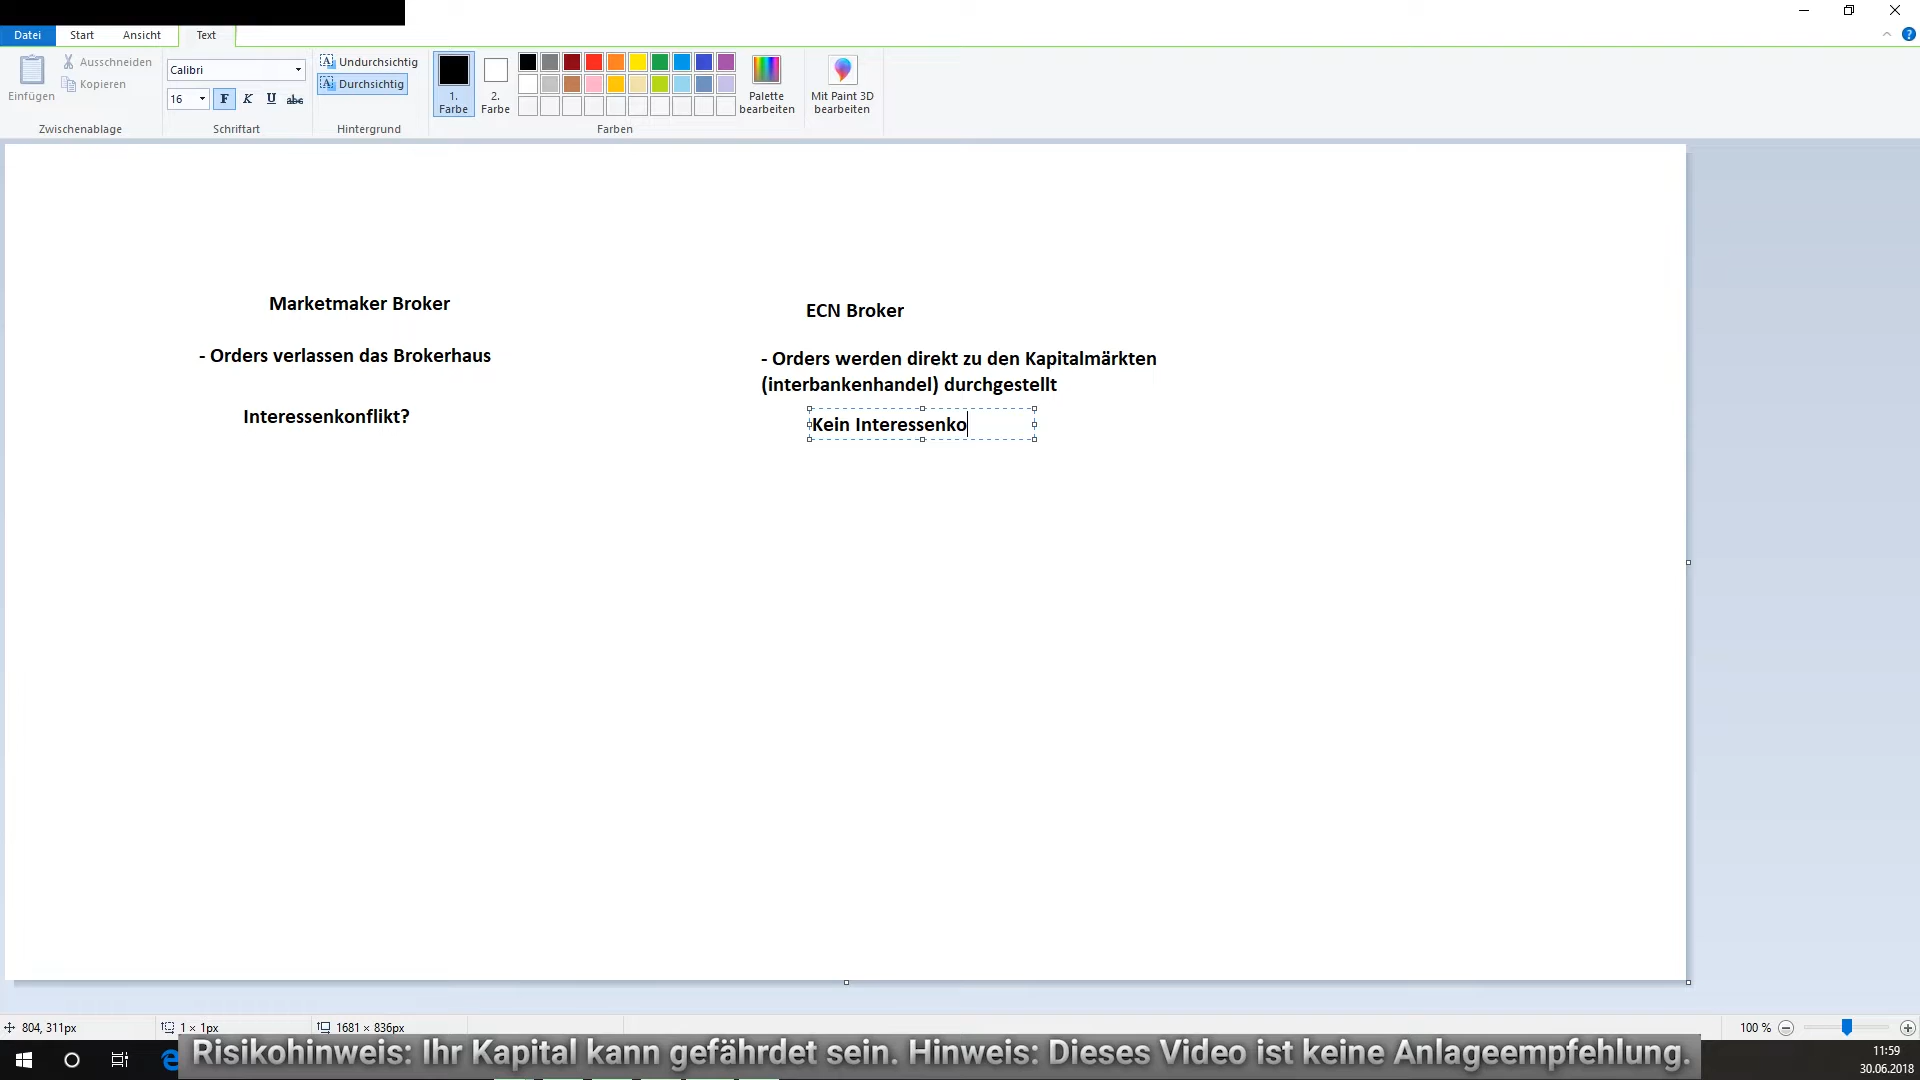 Datei Start Ansicht Text
Einfügen
Ausschneiden
Kopieren
Zwischenablage
Calibri
16 F K U abc
Schriftart
Undurchsichtig
Durchsichtig
Hintergrund
1. Farbe
2. Farbe
Farben
Palette bearbeiten
Mit Paint 3D bearbeiten
Marketmaker Broker
- Orders verlassen das Brokerhaus
Interessenkonflikt?
ECN Broker
- Orders werden direkt zu den Kapitalmärkten
(interbankenhandel) durchgestellt
Kein Interessenko
804, 311px
1 × 1px
1681 × 836px
100 %
Risikohinweis: Ihr Kapital kann gefährdet sein. Hinweis: Dieses Video ist keine Anlageempfehlung.
11:59
30.06.2018